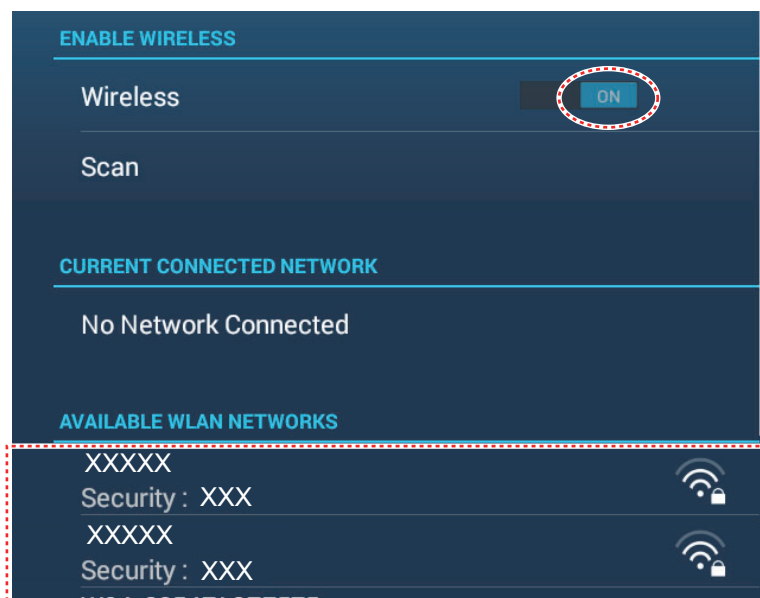 ENABLE WIRELESS
Wireless ON
Scan
CURRENT CONNECTED NETWORK
No Network Connected
AVAILABLE WLAN NETWORKS
XXXXX
Security : XXX
XXXXX
Security : XXX